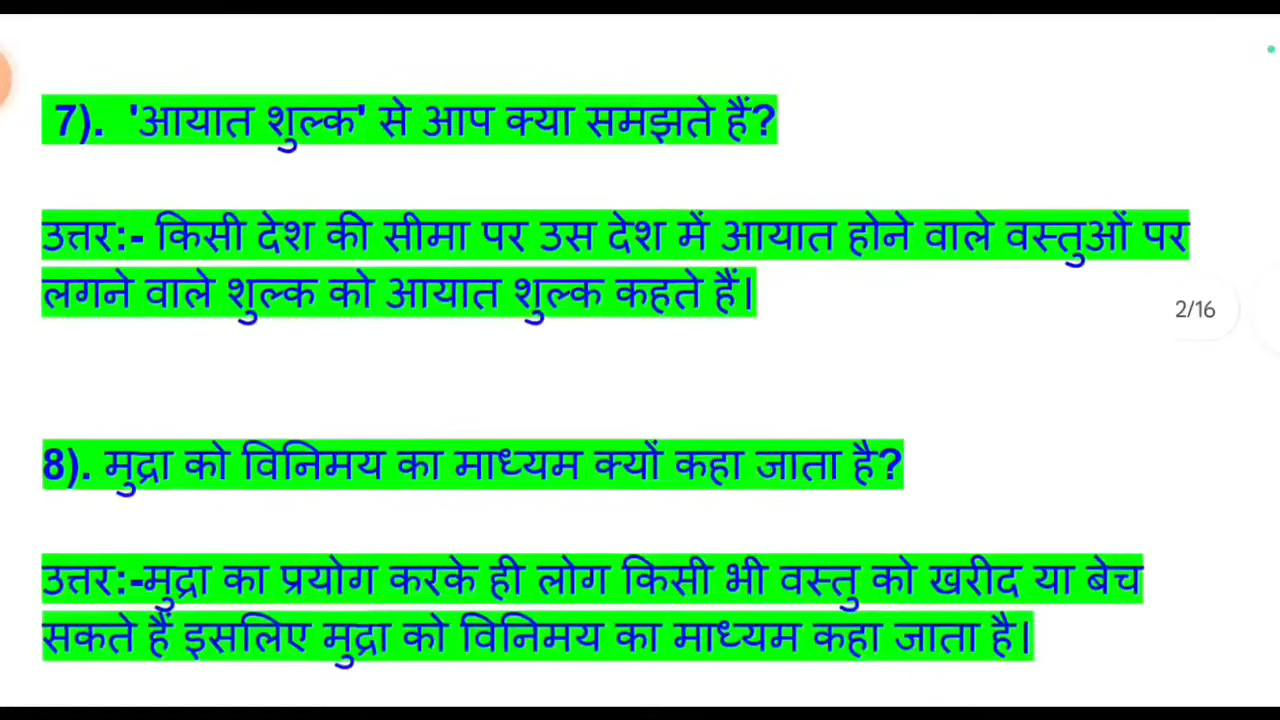 7). 'आयात शुल्क' से आप क्या समझते हैं?
उत्तर:- किसी देश की सीमा पर उस देश में आयात होने वाले वस्तुओं पर
लगने वाले शुल्क को आयात शुल्क कहते हैं।
2/16
8). मुद्रा को विनिमय का माध्यम क्यों कहा जाता है?
उत्तर:-मुद्रा का प्रयोग करके ही लोग किसी भी वस्तु को खरीद या बेच
सकते हैं इसलिए मुद्रा को विनिमय का माध्यम कहा जाता है।